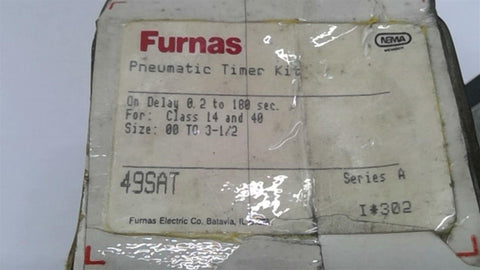 Furnas
NEMA
Pneumatic Timer Kit
On Delay 0.2 to 180 sec.
For: Class 14 and 40
Size: 00 TO 3-1/2
49SAT
Series A
I#302
Furnas Electric Co. Batavia,